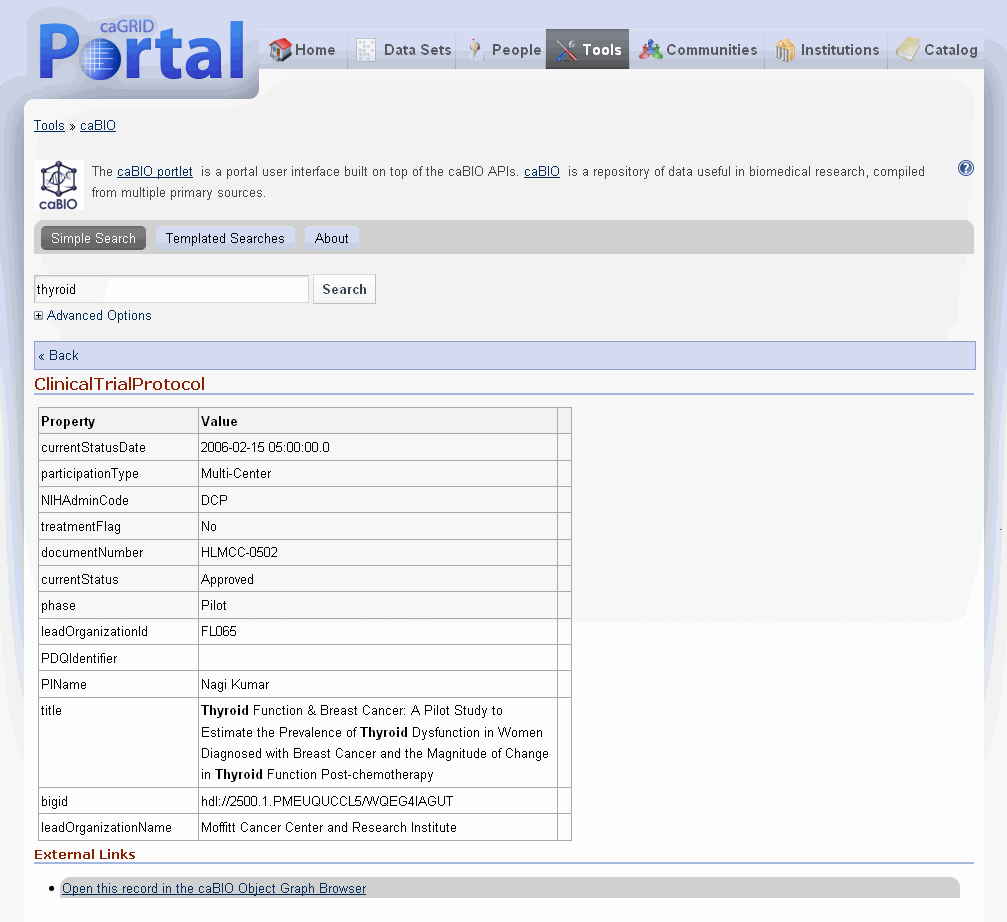 caGRID
Portal
Home Data Sets People Tools Communities Institutions Catalog
Tools » caBIO
The caBIO portlet is a portal user interface built on top of the caBIO APIs. caBIO is a repository of data useful in biomedical research, compiled
from multiple primary sources.
caBIO
?
Simple Search Templated Searches About
thyroid Search
Advanced Options
« Back
ClinicalTrialProtocol
Property Value
currentStatusDate 2006-02-15 05:00:00.0
participationType Multi-Center
NIHAdminCode DCP
treatmentFlag No
documentNumber HLMCC-0502
currentStatus Approved
phase Pilot
leadOrganizationId FL065
PDQIdentifier
PIName Nagi Kumar
title Thyroid Function & Breast Cancer: A Pilot Study to
Estimate the Prevalence of Thyroid Dysfunction in Women
Diagnosed with Breast Cancer and the Magnitude of Change
in Thyroid Function Post-chemotherapy
bigid hdl://2500.1.PMEUQUCCL5/WQEG4IAGUT
leadOrganizationName Moffitt Cancer Center and Research Institute
External Links
• Open this record in the caBIO Object Graph Browser